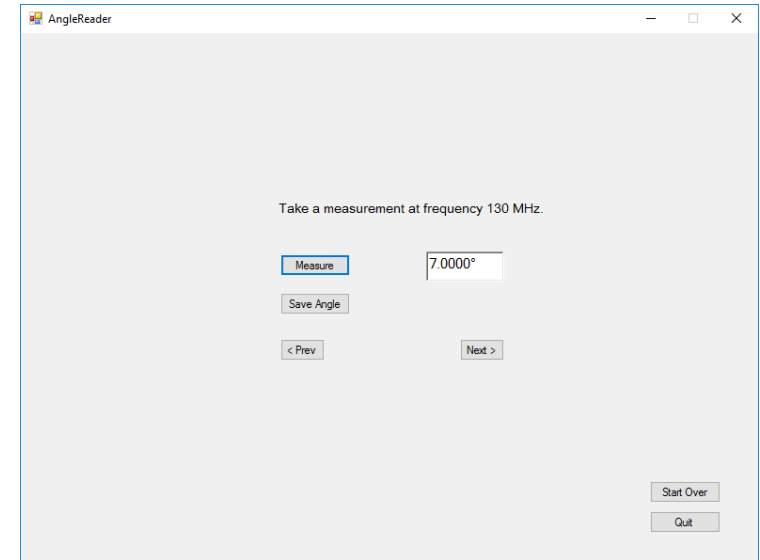 AngleReader
Take a measurement at frequency 130 MHz.
Measure
7.0000°
Save Angle
< Prev
Next >
Start Over
Quit